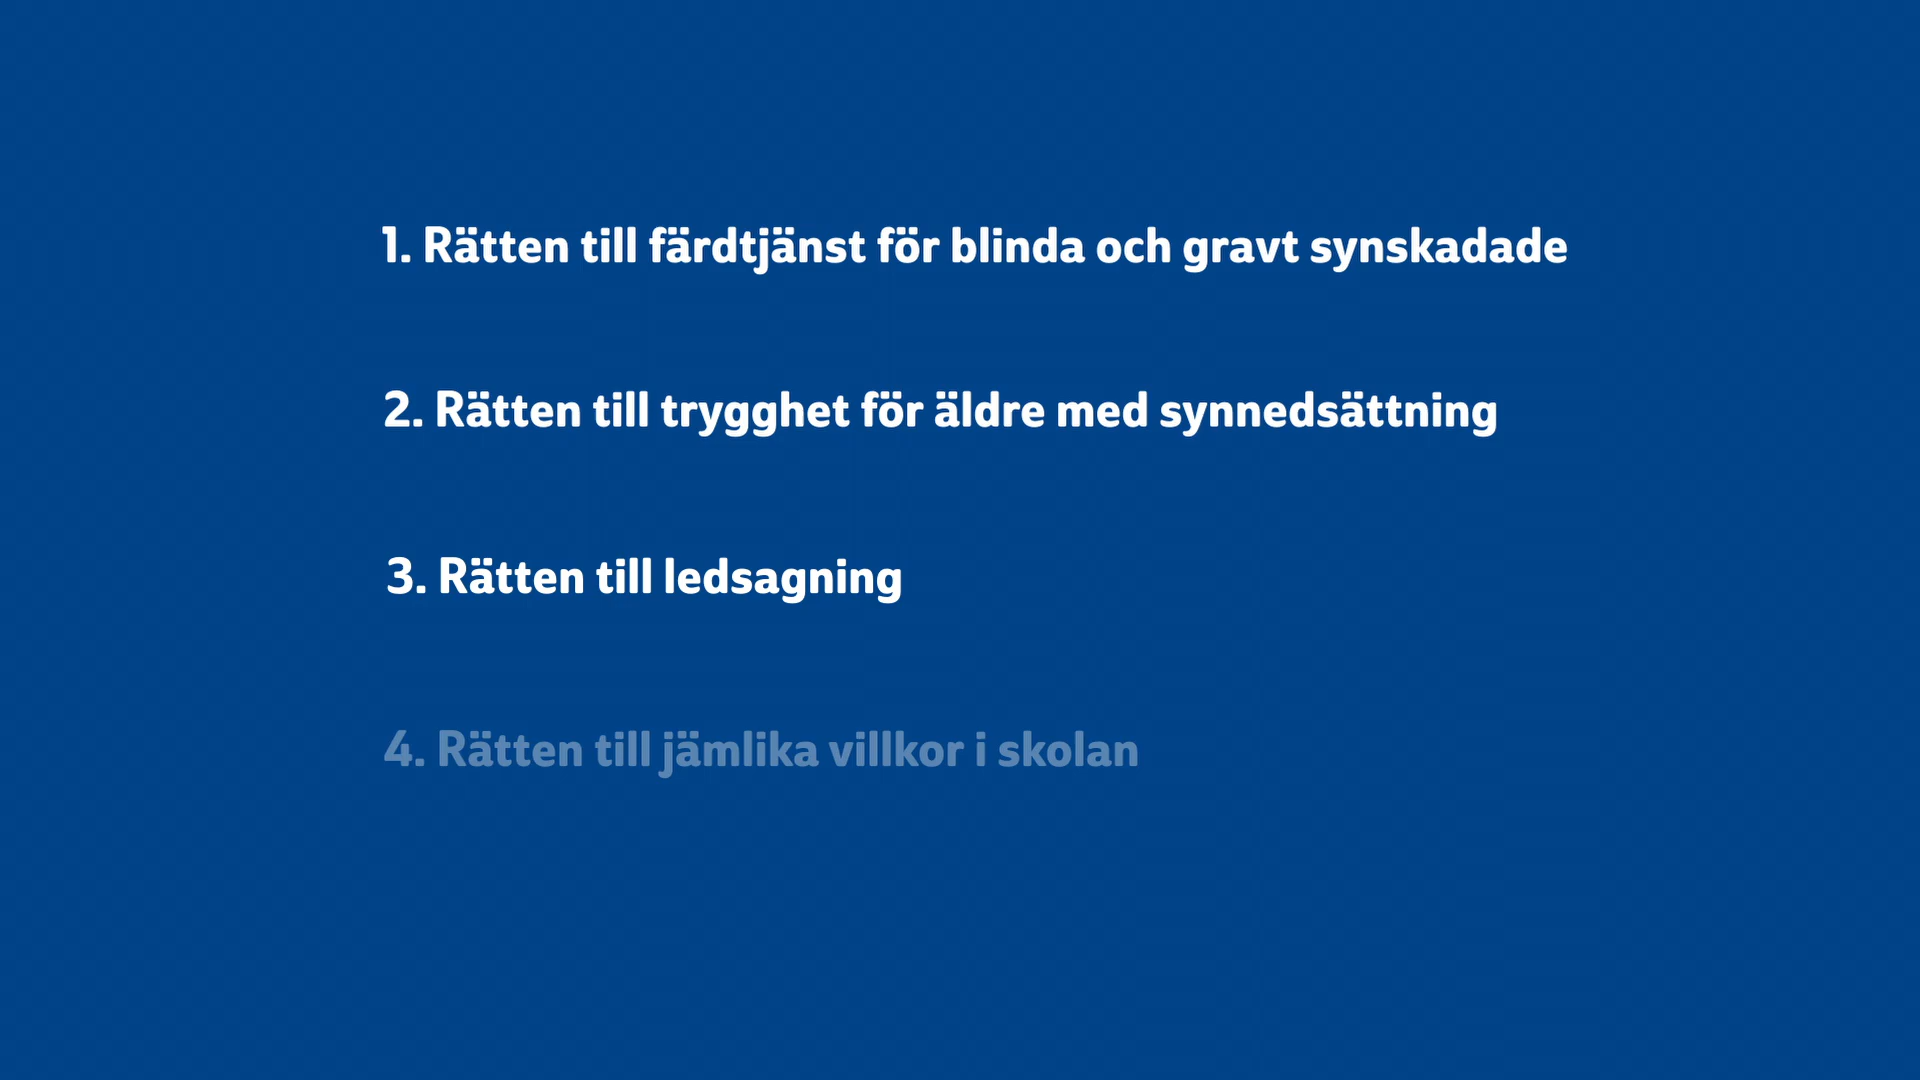 1. Rätten till färdtjänst för blinda och gravt synskadade
2. Rätten till trygghet för äldre med synnedsättning
3. Rätten till ledsagning
4. Rätten till jämlika villkor i skolan